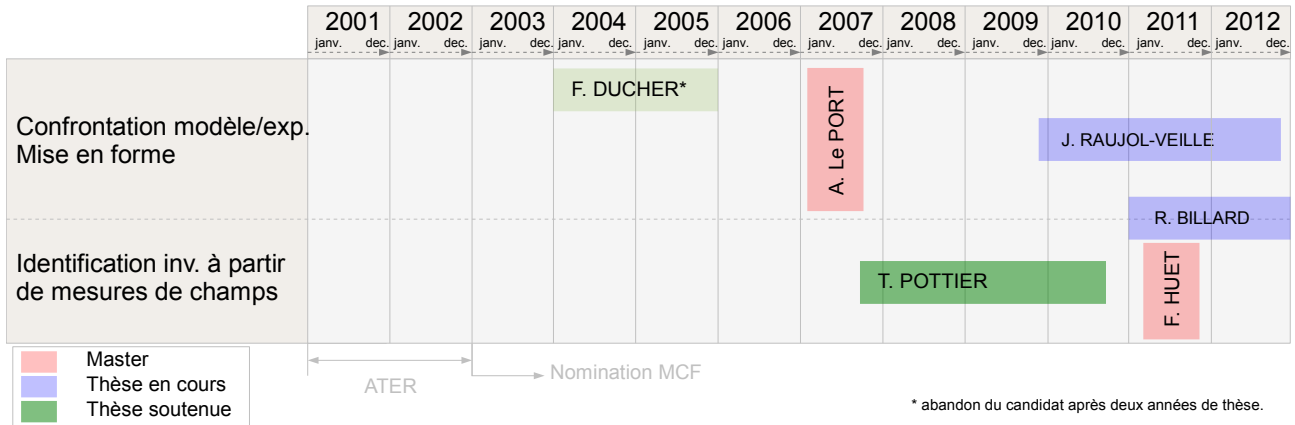 2001 2002 2003 2004 2005 2006 2007 2008 2009 2010 2011 2012
janv. dec. janv. dec. janv. dec. janv. dec. janv. dec. janv. dec. janv. dec. janv. dec. janv. dec. janv. dec. janv. dec. janv. dec.
Confrontation modèle/exp.
Mise en forme
F. DUCHER*
A. Le PORT
J. RAUJOL-VEILLE
R. BILLARD
Identification inv. à partir
de mesures de champs
T. POTTIER
F. HUET
Master
Thèse en cours
Thèse soutenue
ATER
Nomination MCF
* abandon du candidat après deux années de thèse.